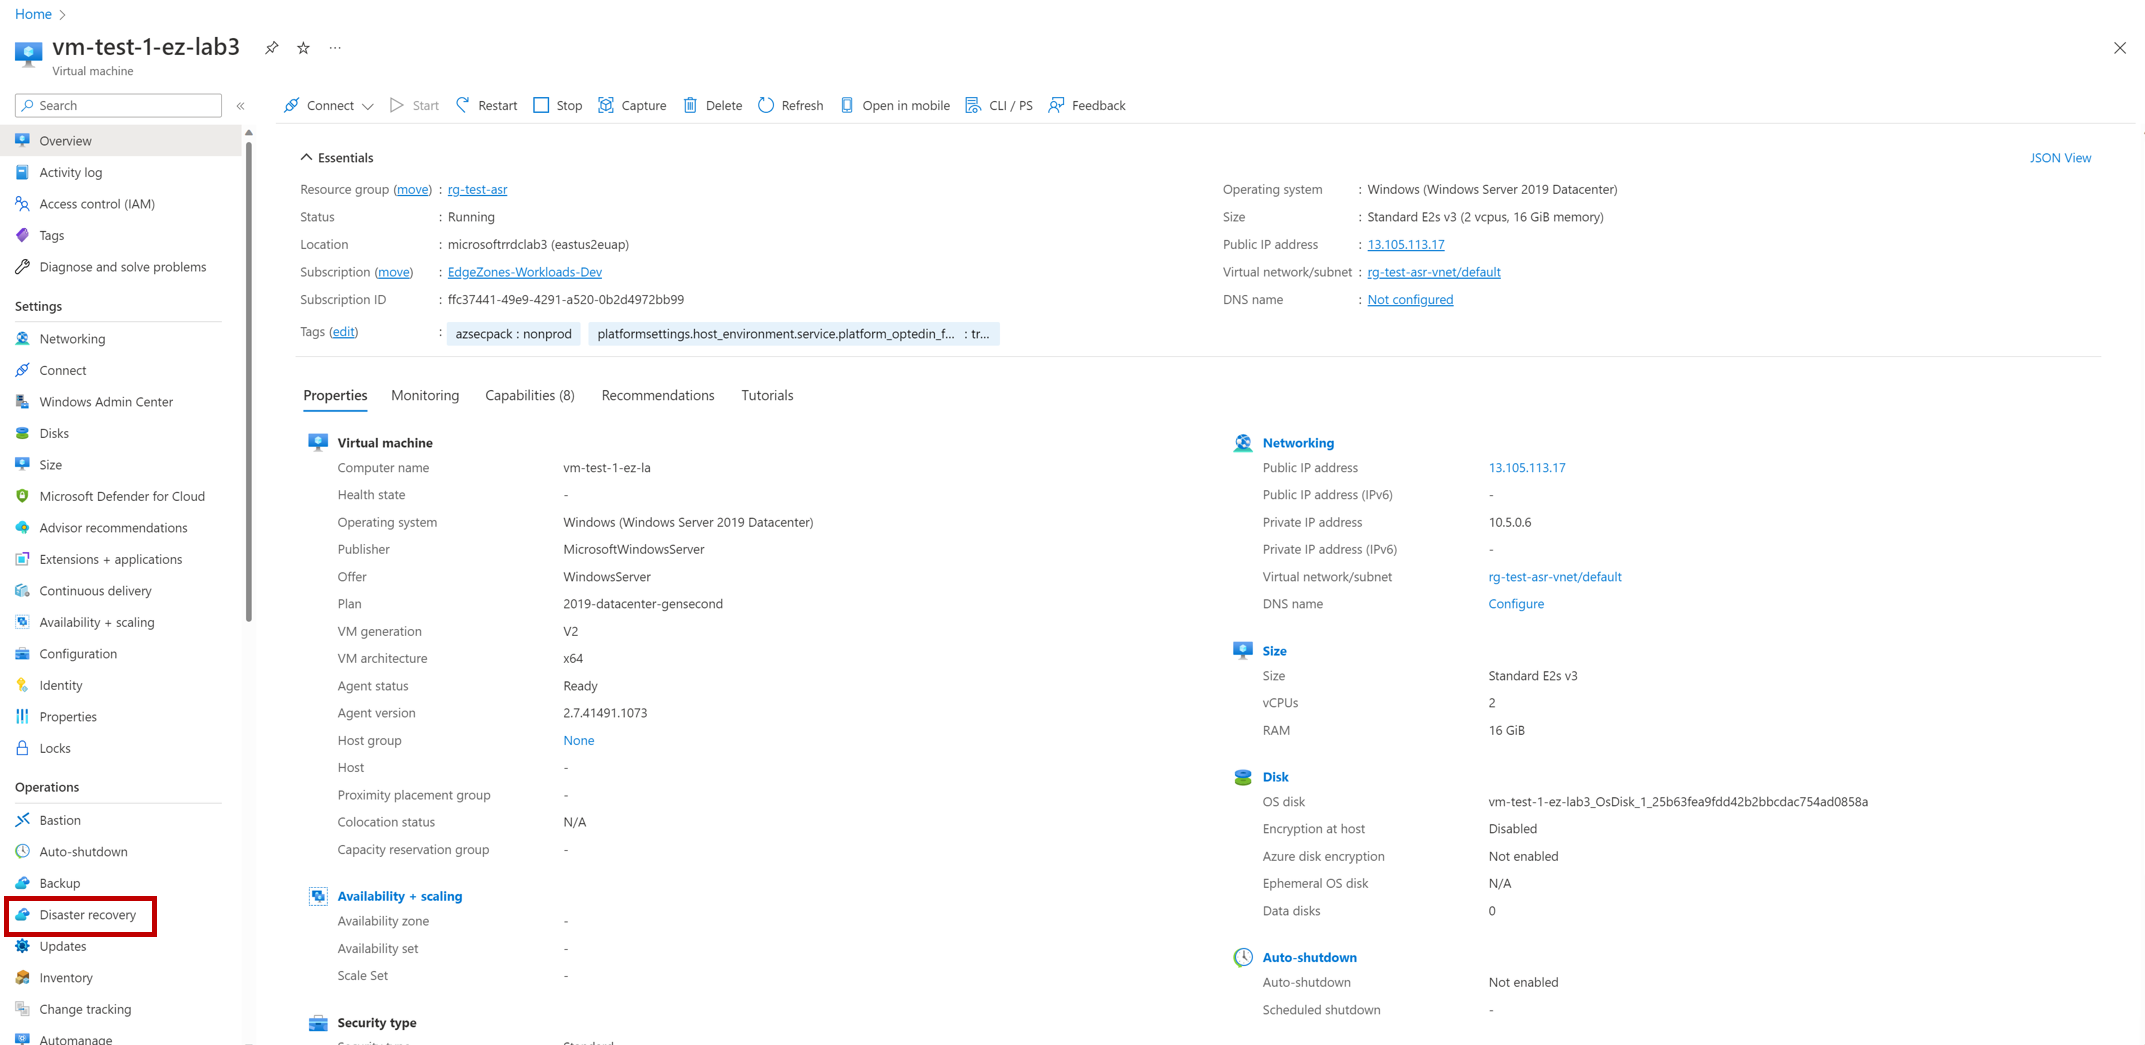 Home
vm-test-1-ez-lab3
Virtual machine
Search
Connect
Start
Restart
Stop
Capture
Delete
Refresh
Open in mobile
CLI / PS
Feedback
Overview
Activity log
Access control (IAM)
Tags
Diagnose and solve problems
Settings
Networking
Connect
Windows Admin Center
Disks
Size
Microsoft Defender for Cloud
Advisor recommendations
Extensions + applications
Continuous delivery
Availability + scaling
Configuration
Identity
Properties
Locks
Operations
Bastion
Auto-shutdown
Backup
Disaster recovery
Updates
Inventory
Change tracking
Automanage
Essentials
JSON View
Resource group (move) : rg-test-asr
Status : Running
Location : microsoftrrdclab3 (eastus2euap)
Subscription (move) : EdgeZones-Workloads-Dev
Subscription ID : ffc37441-49e9-4291-a520-0b2d4972bb99
Tags (edit) : azsecpack : nonprod platformsettings.host_environment.service.platform_optedin_f... : tr...
Operating system : Windows (Windows Server 2019 Datacenter)
Size : Standard E2s v3 (2 vcpus, 16 GiB memory)
Public IP address : 13.105.113.17
Virtual network/subnet : rg-test-asr-vnet/default
DNS name : Not configured
Properties Monitoring Capabilities (8) Recommendations Tutorials
Virtual machine
Computer name vm-test-1-ez-la
Health state -
Operating system Windows (Windows Server 2019 Datacenter)
Publisher MicrosoftWindowsServer
Offer WindowsServer
Plan 2019-datacenter-gensecond
VM generation V2
VM architecture x64
Agent status Ready
Agent version 2.7.41491.1073
Host group None
Host -
Proximity placement group -
Colocation status N/A
Capacity reservation group -
Availability + scaling
Availability zone -
Availability set -
Scale Set -
Security type
Security type Standard
Networking
Public IP address 13.105.113.17
Public IP address (IPv6) -
Private IP address 10.5.0.6
Private IP address (IPv6) -
Virtual network/subnet rg-test-asr-vnet/default
DNS name Configure
Size
Size Standard E2s v3
vCPUs 2
RAM 16 GiB
Disk
OS disk vm-test-1-ez-lab3_OsDisk_1_25b63fea9fdd42b2bbcdac754ad0858a
Encryption at host Disabled
Azure disk encryption Not enabled
Ephemeral OS disk N/A
Data disks 0
Auto-shutdown
Auto-shutdown Not enabled
Scheduled shutdown -